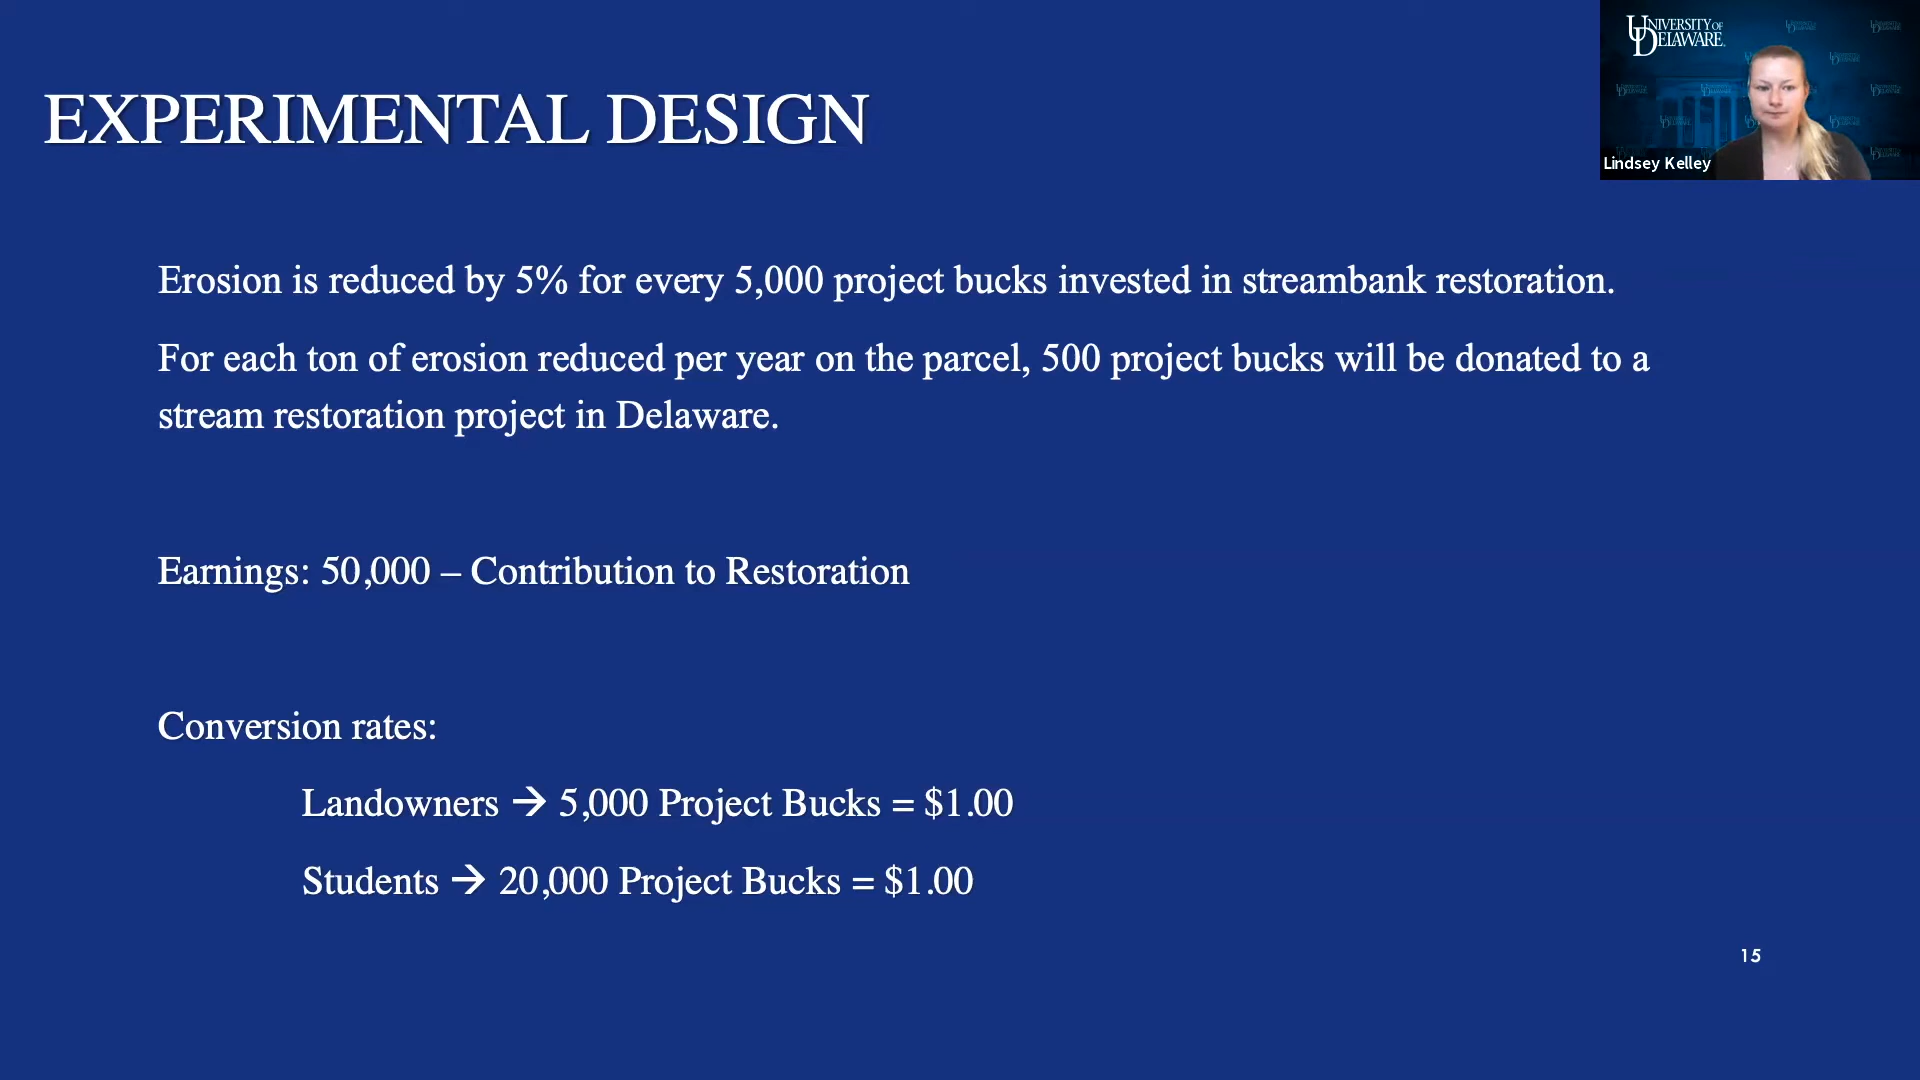 UNIVERSITY OF
DELAWARE
Lindsey Kelley
EXPERIMENTAL DESIGN
Erosion is reduced by 5% for every 5,000 project bucks invested in streambank restoration.
For each ton of erosion reduced per year on the parcel, 500 project bucks will be donated to a
stream restoration project in Delaware.
Earnings: 50,000 – Contribution to Restoration
Conversion rates:
Landowners → 5,000 Project Bucks = $1.00
Students → 20,000 Project Bucks = $1.00
15